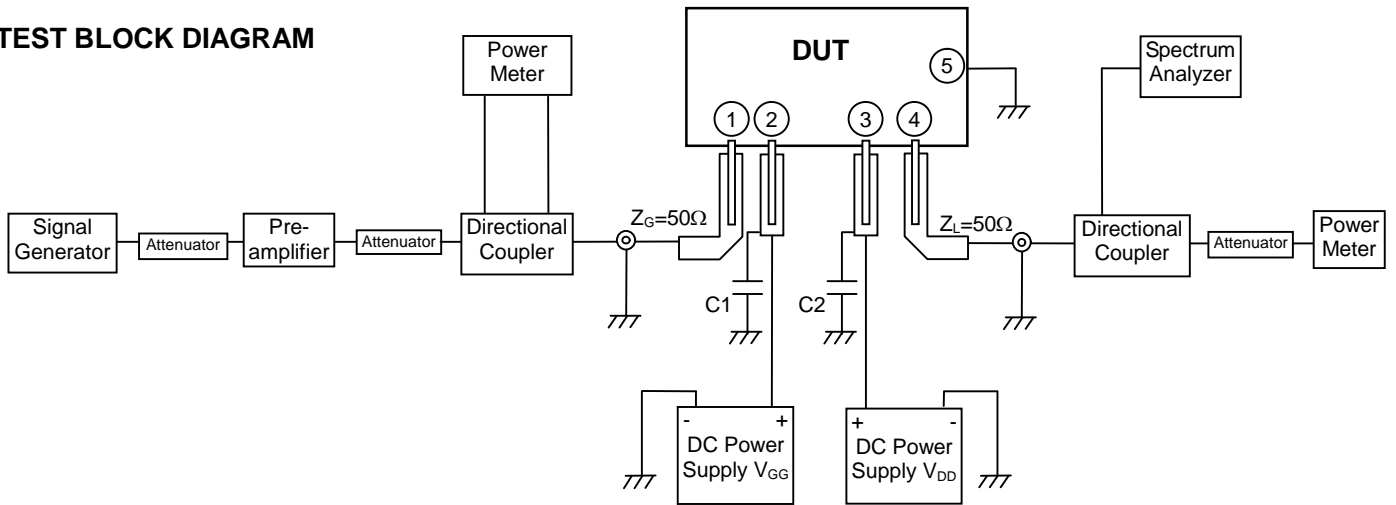 TEST BLOCK DIAGRAM
Power
Meter
DUT
5
Spectrum
Analyzer
1
2
3
4
Signal
Generator
Attenuator
Pre-
amplifier
Attenuator
Directional
Coupler
ZG=50Ω
ZL=50Ω
Directional
Coupler
Attenuator
Power
Meter
C1
C2
- +
DC Power
Supply VGG
+ -
DC Power
Supply VDD